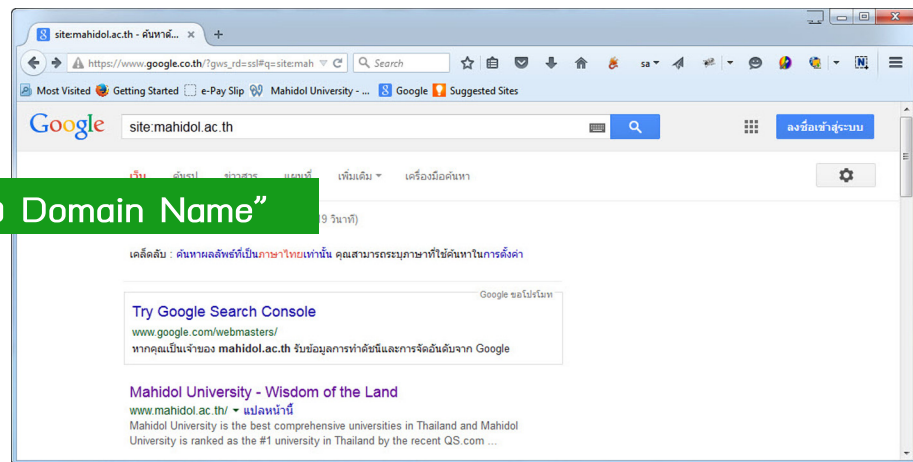 site:mahidol.ac.th - ค้นหาด้... × +
https://www.google.co.th/?gws_rd=ssl#q=site:mah Search sa
Most Visited Getting Started e-Pay Slip Mahidol University - ... Google Suggested Sites
Google site:mahidol.ac.th ลงชื่อเข้าสู่ระบบ
เว็บ ค้นรูป ข่าวสาร แผนที่ เพิ่มเติม เครื่องมือค้นหา
Domain Name”
วินาที)
เคล็ดลับ : ค้นหาผลลัพธ์ที่เป็นภาษาไทยเท่านั้น คุณสามารถระบุภาษาที่ใช้ค้นหาในการตั้งค่า
Google ขอโปรโมท
Try Google Search Console
www.google.com/webmasters/
หากคุณเป็นเจ้าของ mahidol.ac.th รับข้อมูลการทำดัชนีและการจัดอันดับจาก Google
Mahidol University - Wisdom of the Land
www.mahidol.ac.th/ แปลหน้านี้
Mahidol University is the best comprehensive universities in Thailand and Mahidol
University is ranked as the #1 university in Thailand by the recent QS.com ...